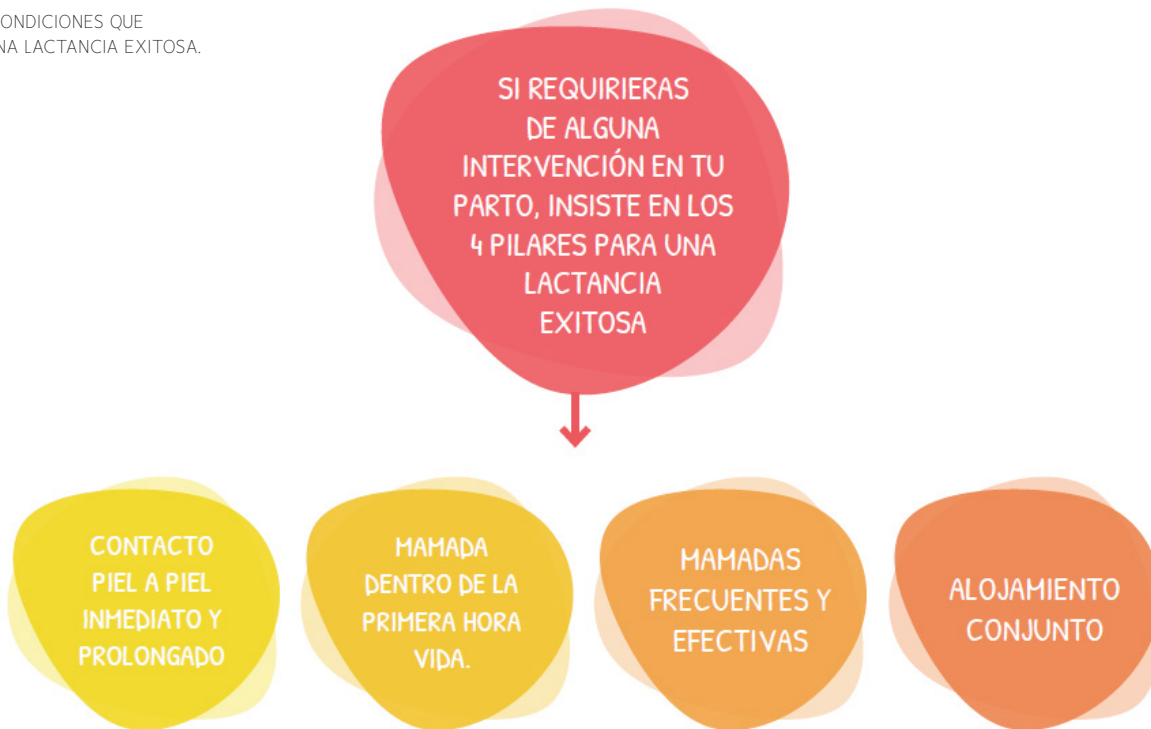 ONDICIONES QUE
NA LACTANCIA EXITOSA.
SI REQUIRIERAS
DE ALGUNA
INTERVENCIÓN EN TU
PARTO, INSISTE EN LOS
4 PILARES PARA UNA
LACTANCIA
EXITOSA
CONTACTO
PIEL A PIEL
INMEDIATO Y
PROLONGADO
MAMADA
DENTRO DE LA
PRIMERA HORA
VIDA.
MAMADAS
FRECUENTES Y
EFECTIVAS
ALOJAMIENTO
CONJUNTO